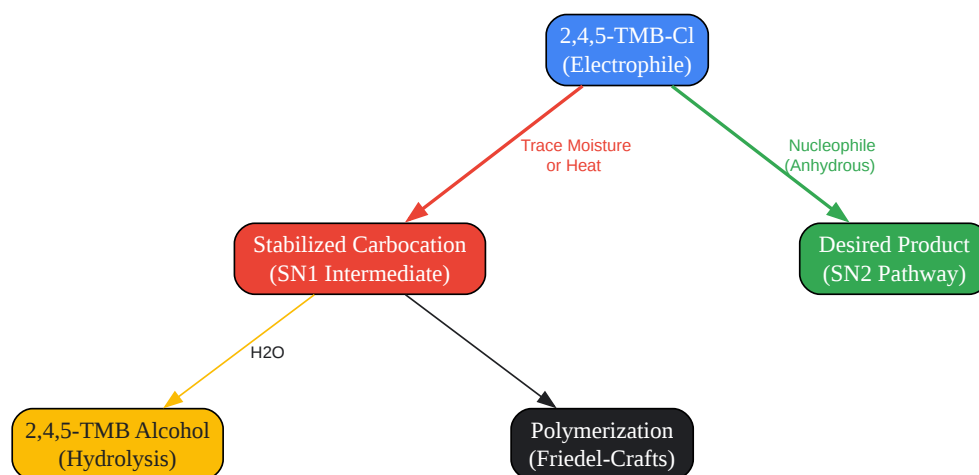 2,4,5-TMB-Cl
(Electrophile)
Trace Moisture
or Heat
Nucleophile
(Anhydrous)
Stabilized Carbocation
(SN1 Intermediate)
Desired Product
(SN2 Pathway)
H2O
2,4,5-TMB Alcohol
(Hydrolysis)
Polymerization
(Friedel-Crafts)